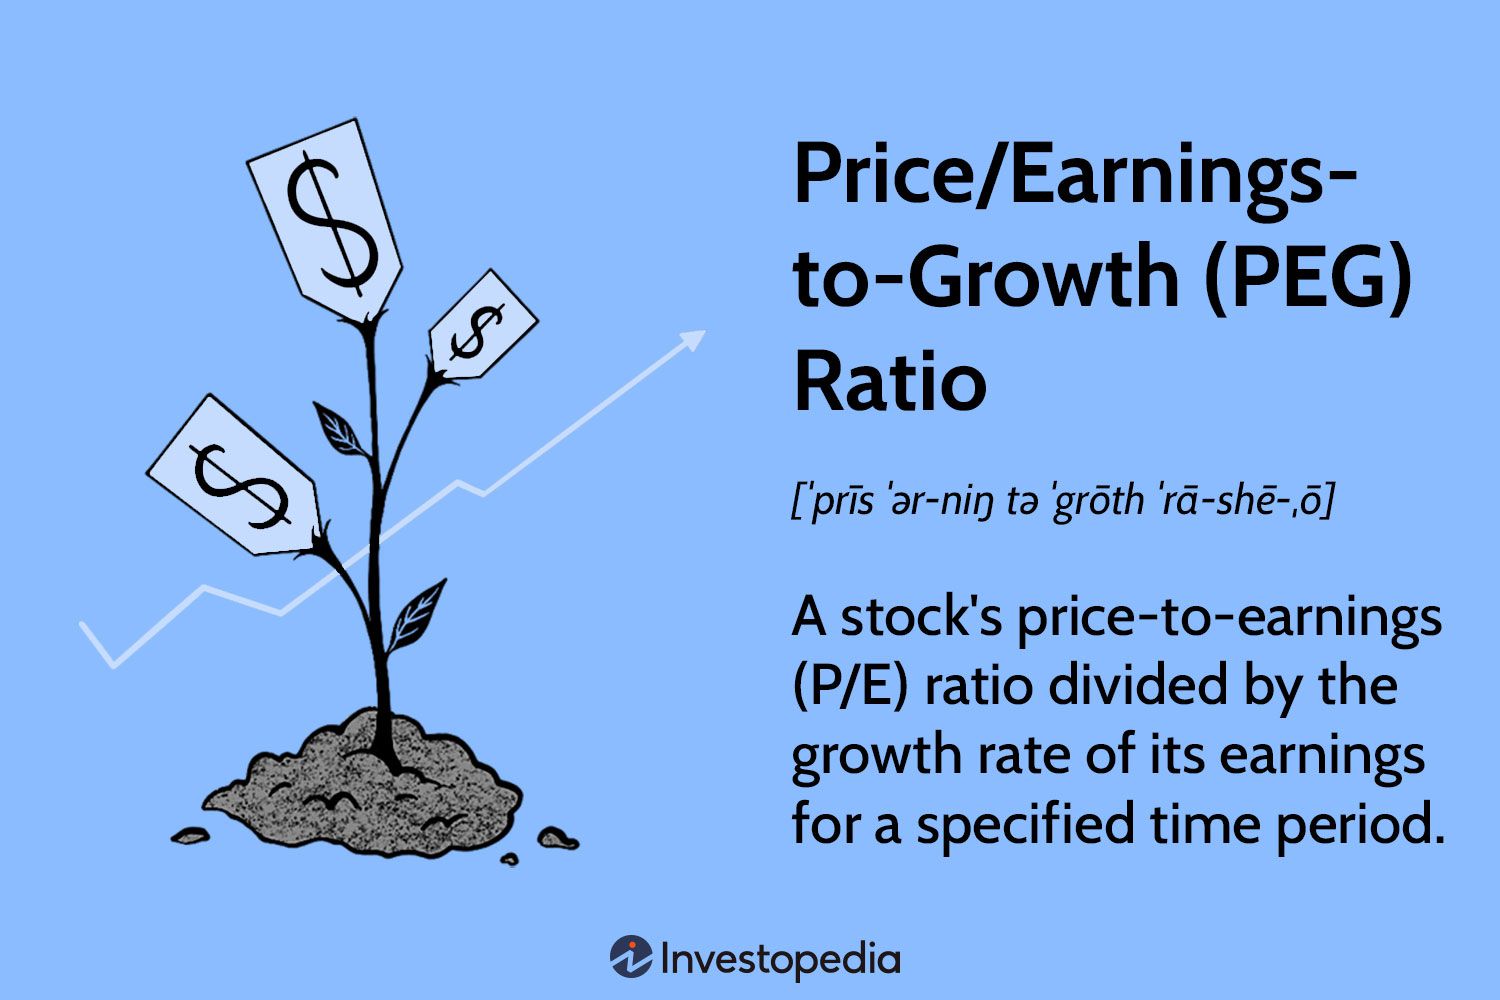 Price/Earnings-
to-Growth (PEG)
Ratio
[ˈprīs ˈər-niŋ tə ˈgrōth ˈrā-shē-ˌō]
A stock's price-to-earnings
(P/E) ratio divided by the
growth rate of its earnings
for a specified time period.
$
$
$
Investopedia